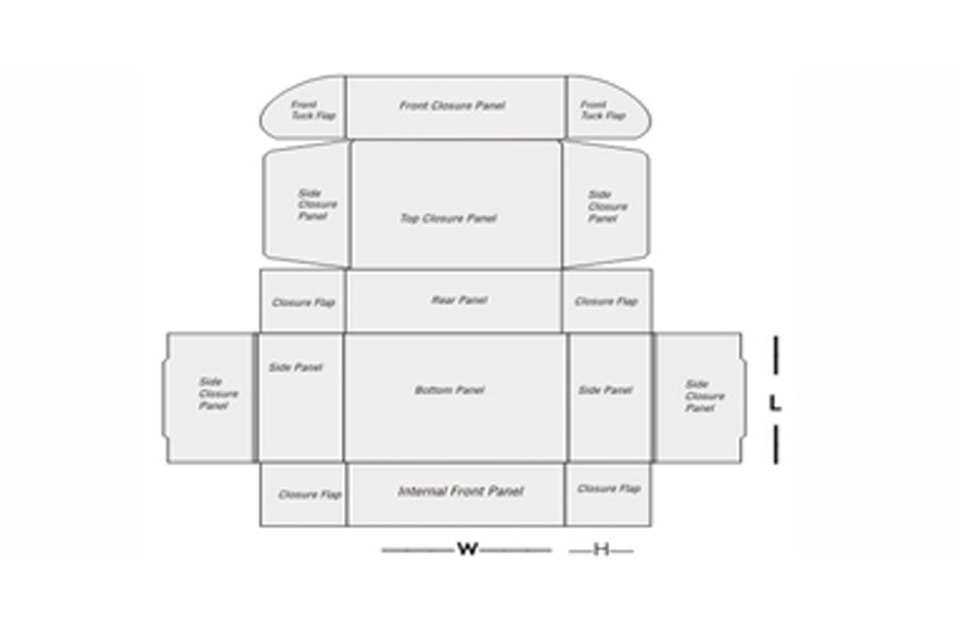 Front
Tuck Flap
Front Closure Panel
Front
Tuck Flap
Side
Closure
Panel
Top Closure Panel
Side
Closure
Panel
Closure Flap
Rear Panel
Closure Flap
Side
Closure
Panel
Side Panel
Bottom Panel
Side Panel
Side
Closure
Panel
L
Closure Flap
Internal Front Panel
Closure Flap
W
H